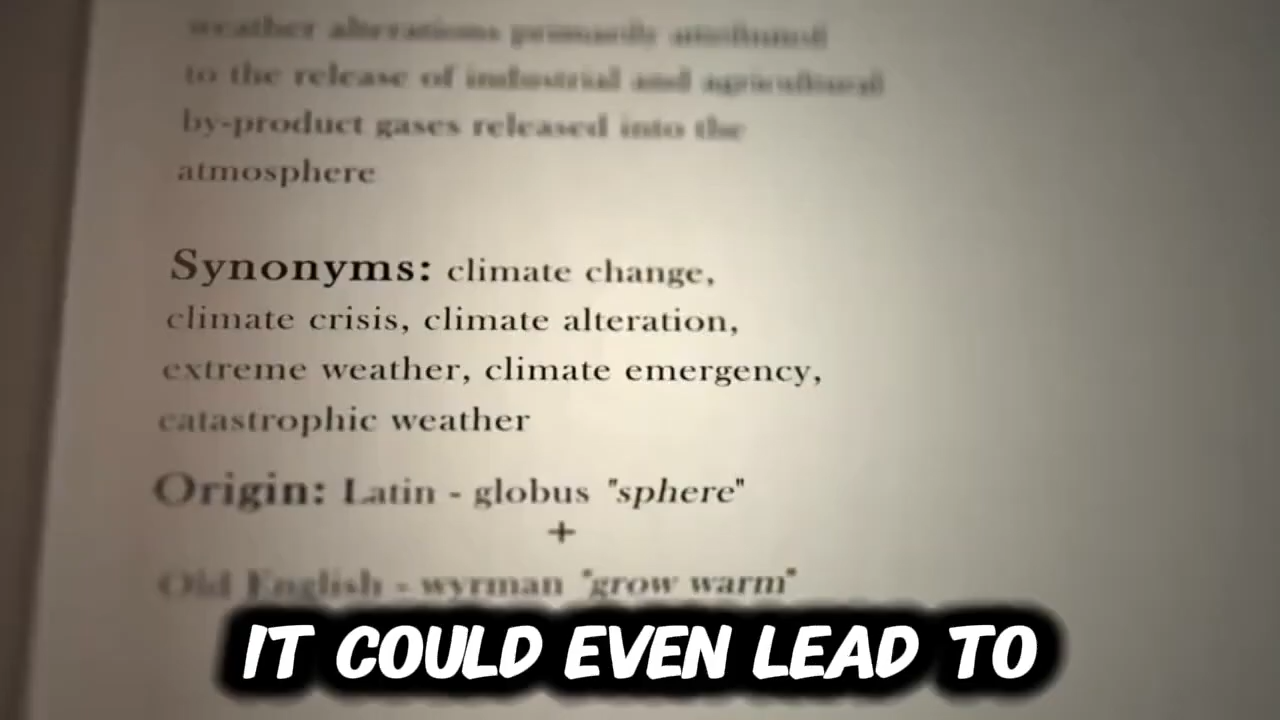 weather alterations primarily attributed
to the release of industrial and agricultural
by-product gases released into the
atmosphere
Synonyms: climate change,
climate crisis, climate alteration,
extreme weather, climate emergency,
catastrophic weather
Origin: Latin - globus "sphere"
+
Old English - wyrman "grow warm"
IT COULD EVEN LEAD TO